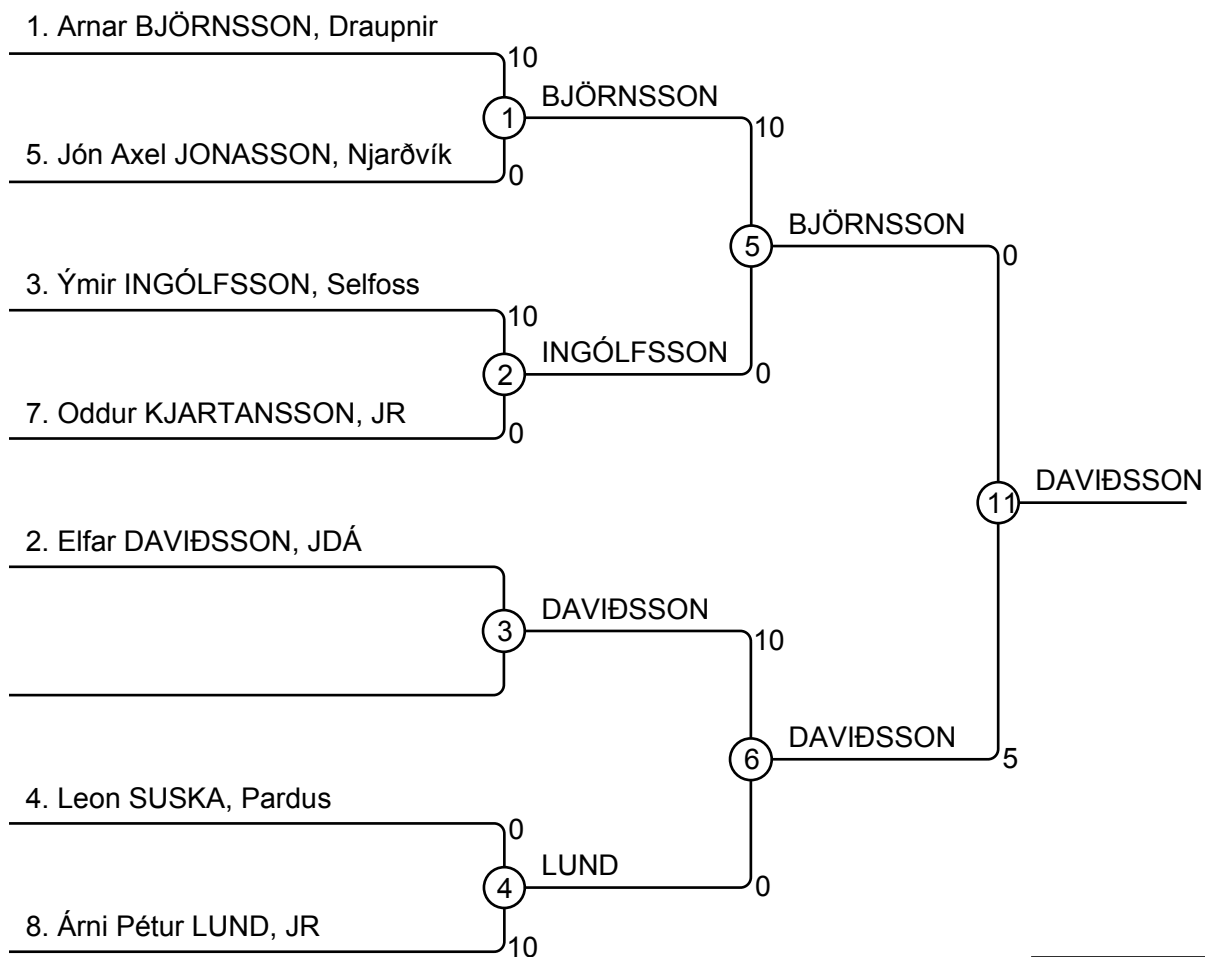 1. Arnar BJÖRNSSON, Draupnir
10
BJÖRNSSON
1
10
5. Jón Axel JONASSON, Njarðvík
0
BJÖRNSSON
5
0
3. Ýmir INGÓLFSSON, Selfoss
10
INGÓLFSSON
2
0
7. Oddur KJARTANSSON, JR
0
DAVIÐSSON
11
2. Elfar DAVIÐSSON, JDÁ
DAVIÐSSON
3
10
DAVIÐSSON
6
5
4. Leon SUSKA, Pardus
0
LUND
4
0
8. Árni Pétur LUND, JR
10